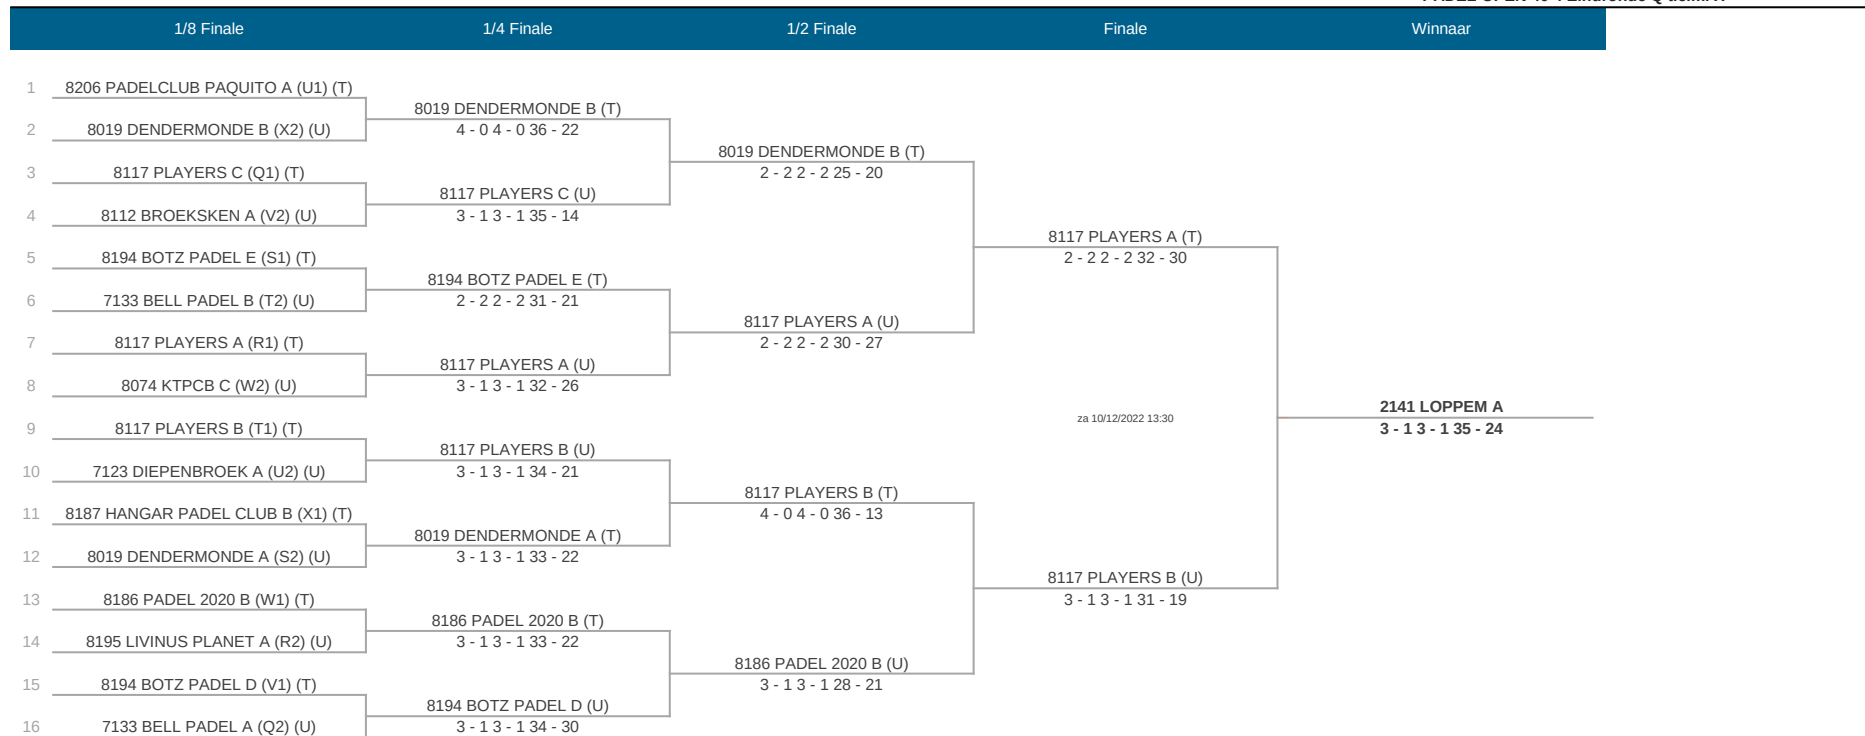 1/8 Finale 1/4 Finale 1/2 Finale Finale Winnaar
1 8206 PADELCLUB PAQUITO A (U1) (T)
8019 DENDERMONDE B (T)
2 8019 DENDERMONDE B (X2) (U) 4 - 0 4 - 0 36 - 22
8019 DENDERMONDE B (T)
3 8117 PLAYERS C (Q1) (T) 2 - 2 2 - 2 25 - 20
8117 PLAYERS C (U)
4 8112 BROEKSKEN A (V2) (U) 3 - 1 3 - 1 35 - 14
8117 PLAYERS A (T)
5 8194 BOTZ PADEL E (S1) (T) 2 - 2 2 - 2 32 - 30
8194 BOTZ PADEL E (T)
6 7133 BELL PADEL B (T2) (U) 2 - 2 2 - 2 31 - 21
8117 PLAYERS A (U)
7 8117 PLAYERS A (R1) (T) 2 - 2 2 - 2 30 - 27
8117 PLAYERS A (U)
8 8074 KTPCB C (W2) (U) 3 - 1 3 - 1 32 - 26
2141 LOPPEM A
za 10/12/2022 13:30
9 8117 PLAYERS B (T1) (T) 3 - 1 3 - 1 35 - 24
8117 PLAYERS B (U)
10 7123 DIEPENBROEK A (U2) (U) 3 - 1 3 - 1 34 - 21
8117 PLAYERS B (T)
11 8187 HANGAR PADEL CLUB B (X1) (T) 4 - 0 4 - 0 36 - 13
8019 DENDERMONDE A (T)
12 8019 DENDERMONDE A (S2) (U) 3 - 1 3 - 1 33 - 22
8117 PLAYERS B (U)
13 8186 PADEL 2020 B (W1) (T) 3 - 1 3 - 1 31 - 19
8186 PADEL 2020 B (T)
14 8195 LIVINUS PLANET A (R2) (U) 3 - 1 3 - 1 33 - 22
8186 PADEL 2020 B (U)
15 8194 BOTZ PADEL D (V1) (T) 3 - 1 3 - 1 28 - 21
8194 BOTZ PADEL D (U)
16 7133 BELL PADEL A (Q2) (U) 3 - 1 3 - 1 34 - 30